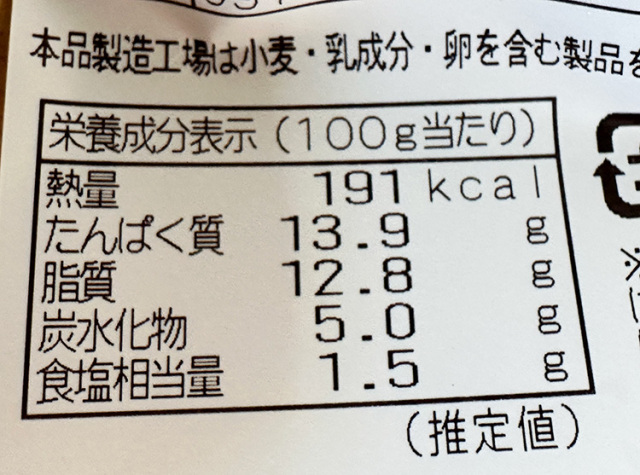 本品製造工場は小麦・乳成分・卵を含む製品を
栄養成分表示（100g当たり）
熱量 191 kcal
たんぱく質 13.9 g
脂質 12.8 g
炭水化物 5.0 g
食塩相当量 1.5 g
（推定値）